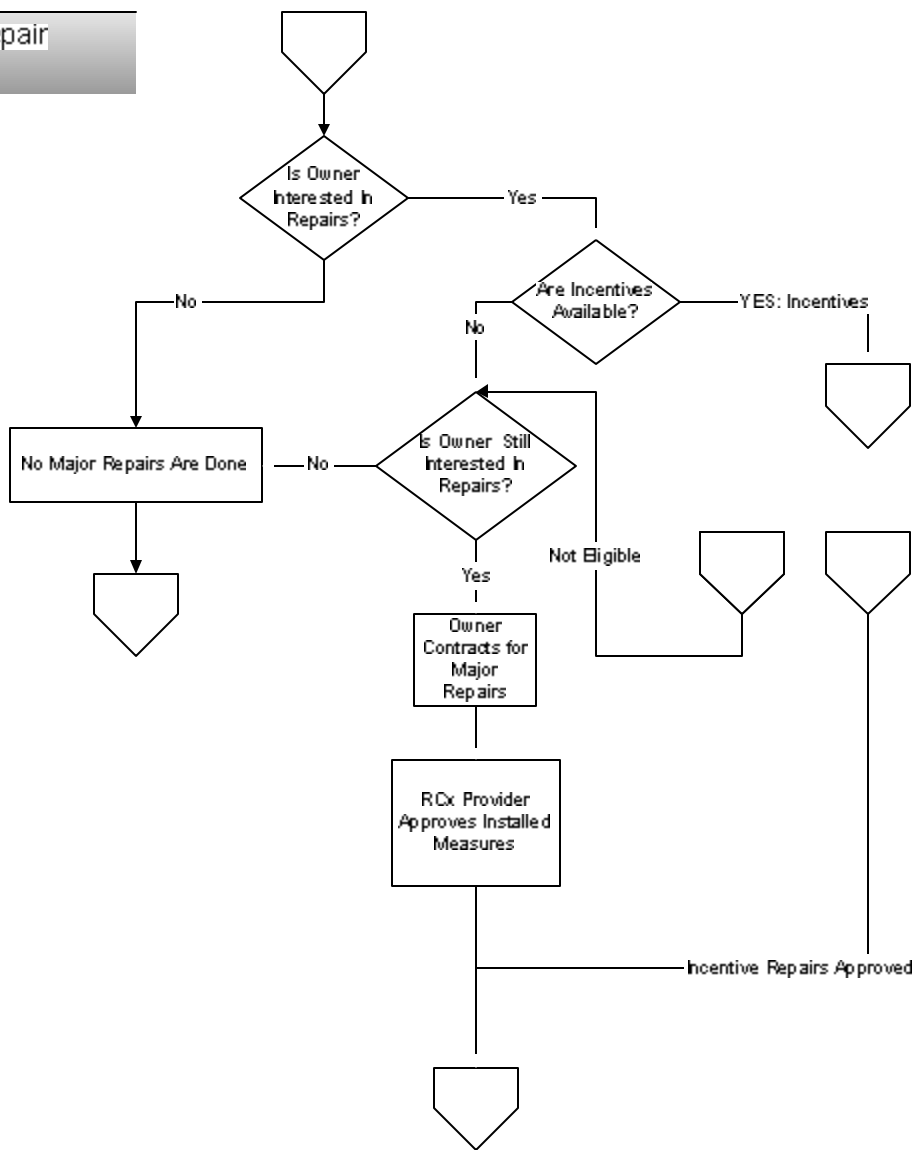 pair
Is Owner
Interested In
Repairs?
Yes
No
Are Incentives
Available?
YES: Incentives
No
Is Owner Still
Interested In
Repairs?
No
No Major Repairs Are Done
Not Eligible
Yes
Owner
Contracts for
Major
Repairs
RCx Provider
Approves Installed
Measures
Incentive Repairs Approved